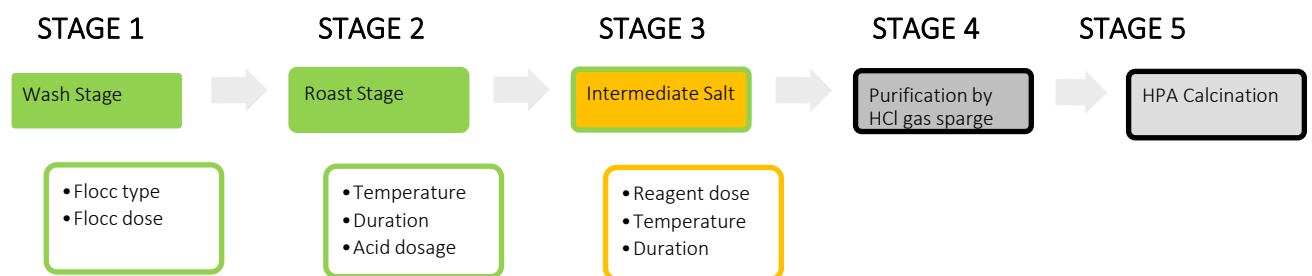 STAGE 1
STAGE 2
STAGE 3
STAGE 4
STAGE 5
Wash Stage
Roast Stage
Intermediate Salt
Purification by
HCl gas sparge
HPA Calcination
•Flocc type
•Flocc dose
•Temperature
•Duration
•Acid dosage
•Reagent dose
•Temperature
•Duration